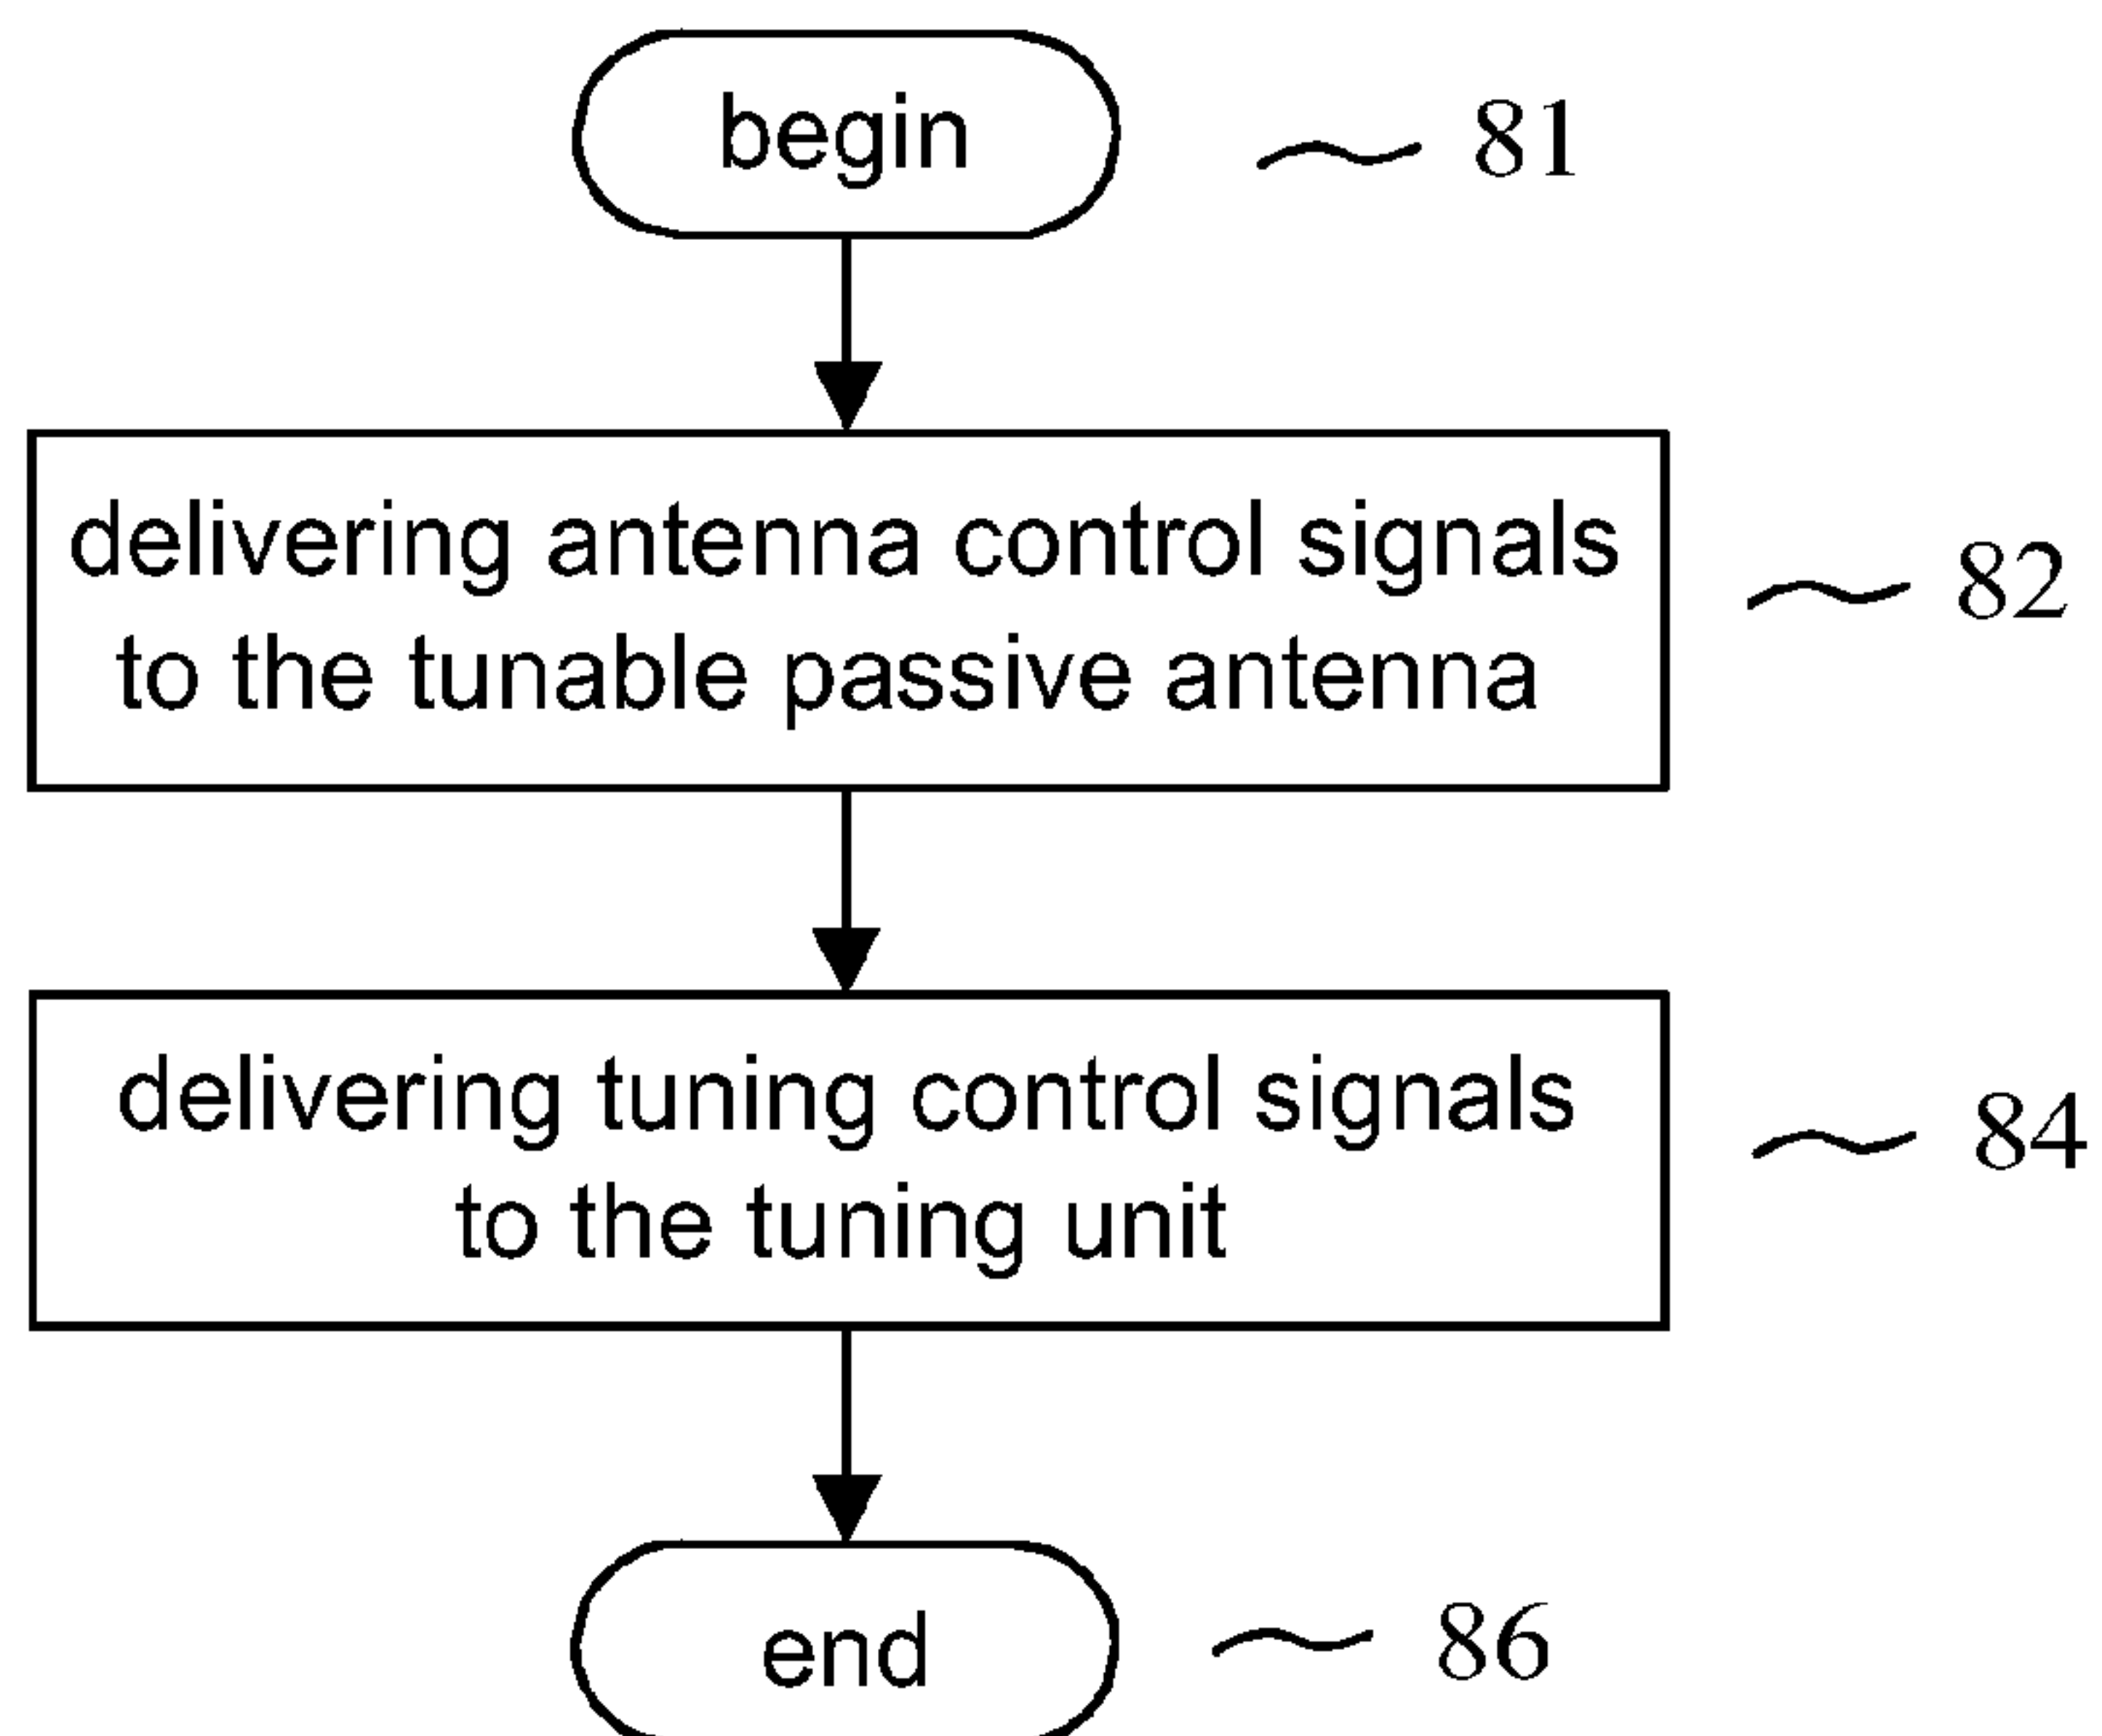 begin
81
delivering antenna control signals
to the tunable passive antenna
82
delivering tuning control signals
to the tuning unit
84
end
86